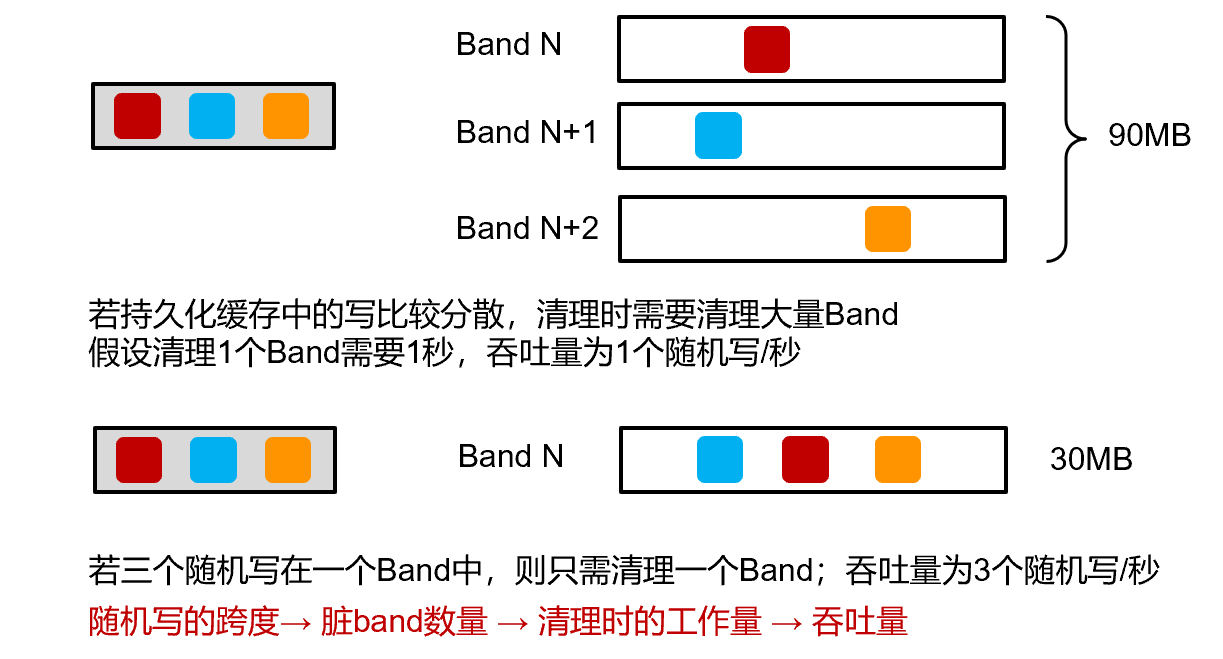 Band N
Band N+1
90MB
Band N+2
若持久化缓存中的写比较分散，清理时需要清理大量Band
假设清理1个Band需要1秒，吞吐量为1个随机写/秒
Band N
30MB
若三个随机写在一个Band中，则只需清理一个Band；吞吐量为3个随机写/秒
随机写的跨度→ 脏band数量 → 清理时的工作量 → 吞吐量